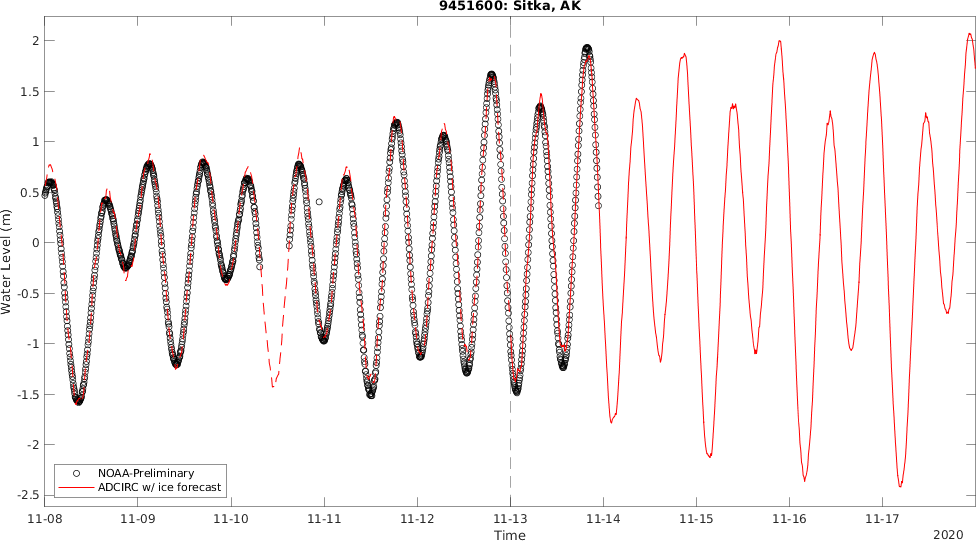 9451600: Sitka, AK
Water Level (m)
2
1.5
1
0.5
0
-0.5
-1
-1.5
-2
-2.5
NOAA-Preliminary
ADCIRC w/ ice forecast
11-08 11-09 11-10 11-11 11-12 11-13 11-14 11-15 11-16 11-17
Time
2020